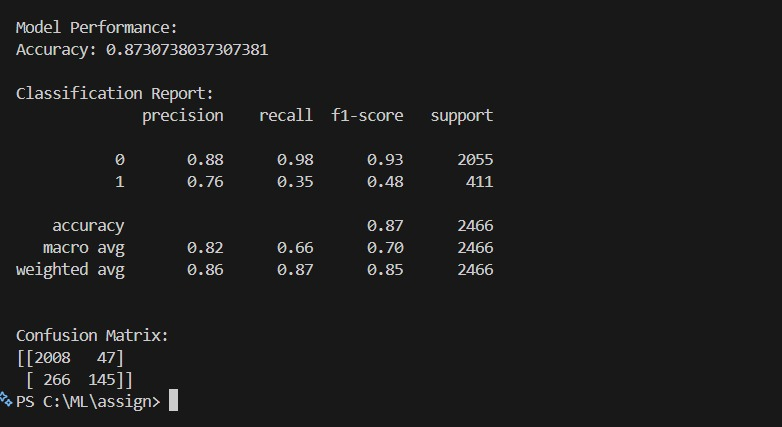 Model Performance:
Accuracy: 0.8730738037307381
Classification Report:
precision recall f1-score support
0 0.88 0.98 0.93 2055
1 0.76 0.35 0.48 411
accuracy 0.87 2466
macro avg 0.82 0.66 0.70 2466
weighted avg 0.86 0.87 0.85 2466
Confusion Matrix:
[[2008 47]
[ 266 145]]
PS C:\ML\assign>